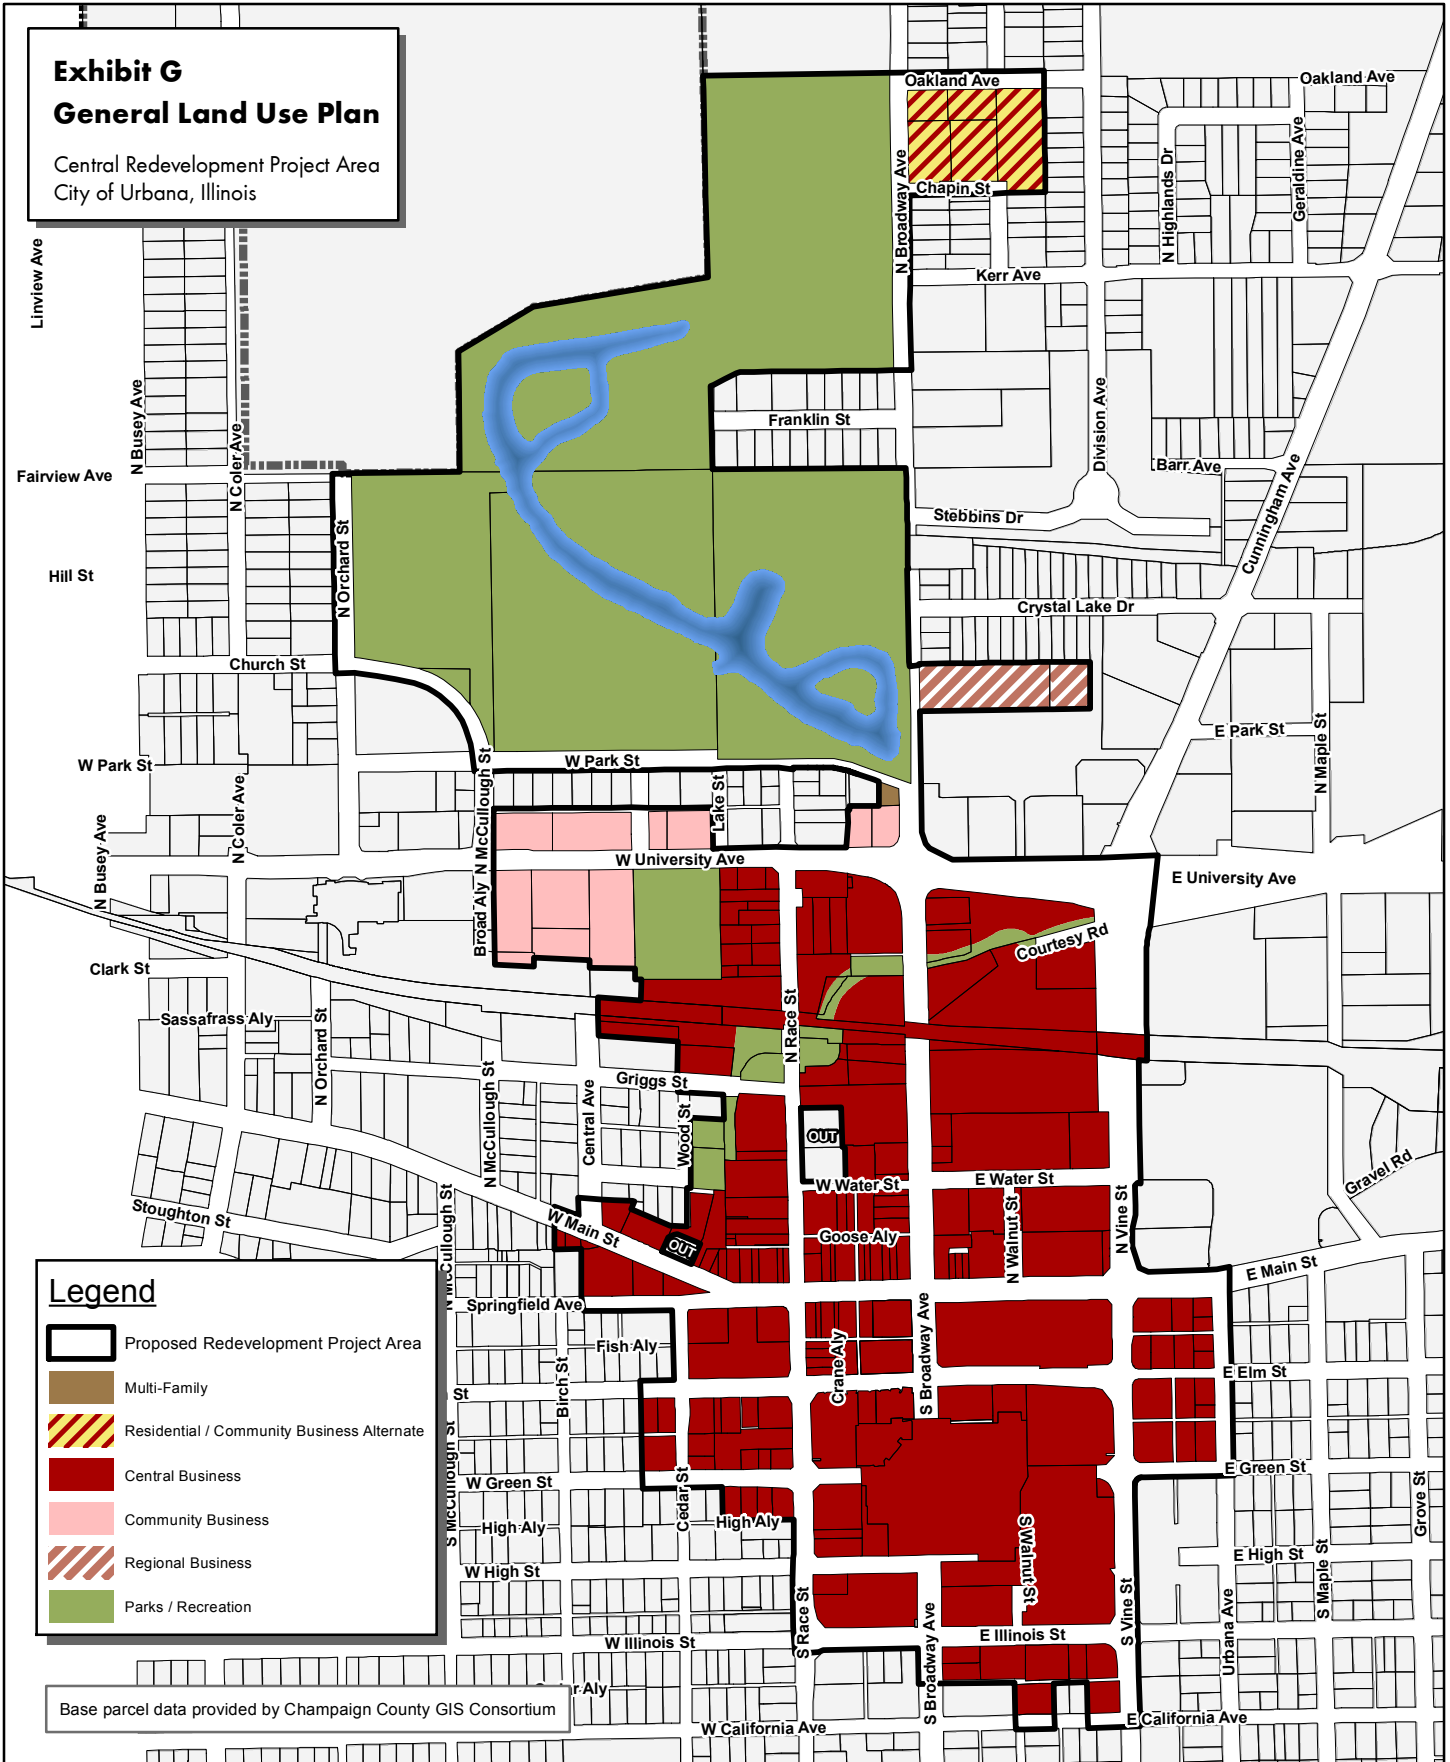 Exhibit G
General Land Use Plan
Central Redevelopment Project Area
City of Urbana, Illinois
Oakland Ave
Oakland Ave
N Broadway Ave
Chapin St
N Highlands Dr
Geraldine Ave
Linview Ave
Kerr Ave
N Busey Ave
N Coler Ave
Franklin St
Division Ave
Barr Ave
Cunningham Ave
Fairview Ave
Stebbins Dr
N Orchard St
Hill St
Crystal Lake Dr
Church St
E Park St
N Maple St
W Park St
W Park St
N McCullough St
Lake St
N Coler Ave
N Busey Ave
W University Ave
E University Ave
Broad Aly
Courtesy Rd
Clark St
Sassafrass Aly
N Orchard St
N Race St
N McCullough St
Central Ave
Griggs St
Wood St
OUT
W Water St
E Water St
Gravel Rd
Stoughton St
N McCullough St
W Main St
OUT
Goose Aly
N Walnut St
N Vine St
E Main St
Springfield Ave
Fish Aly
Birch St
Crane Aly
S Broadway Ave
E Elm St
St
S McCullough St
W Green St
Cedar St
E Green St
High Aly
High Aly
S Walnut St
Grove St
W High St
E High St
S Maple St
S Race St
S Vine St
Urbana Ave
W Illinois St
E Illinois St
S Broadway Ave
r Aly
W California Ave
E California Ave
Legend
Proposed Redevelopment Project Area
Multi-Family
Residential / Community Business Alternate
Central Business
Community Business
Regional Business
Parks / Recreation
Base parcel data provided by Champaign County GIS Consortium